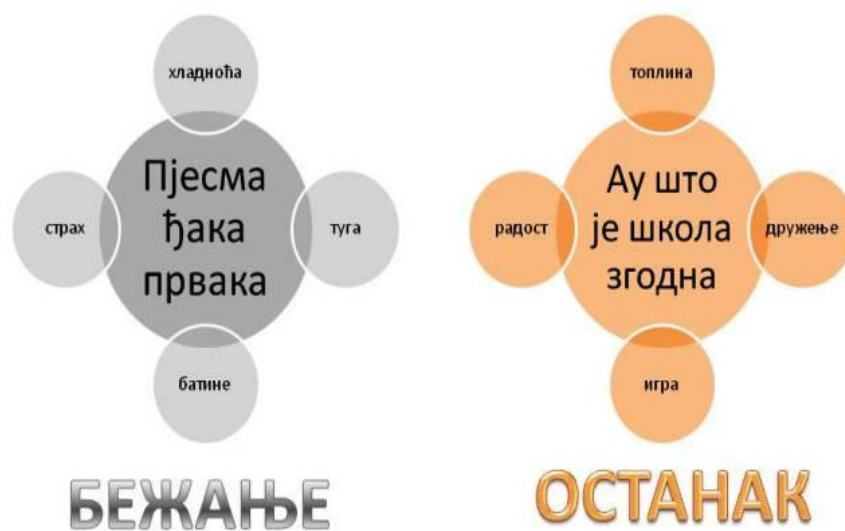 хладноћа
страх
Пјесма
ђака
првака
туга
батине
БЕЖАЊЕ
топлина
радост
Ау што
је школа
згодна
дружење
игра
ОСТАНАК